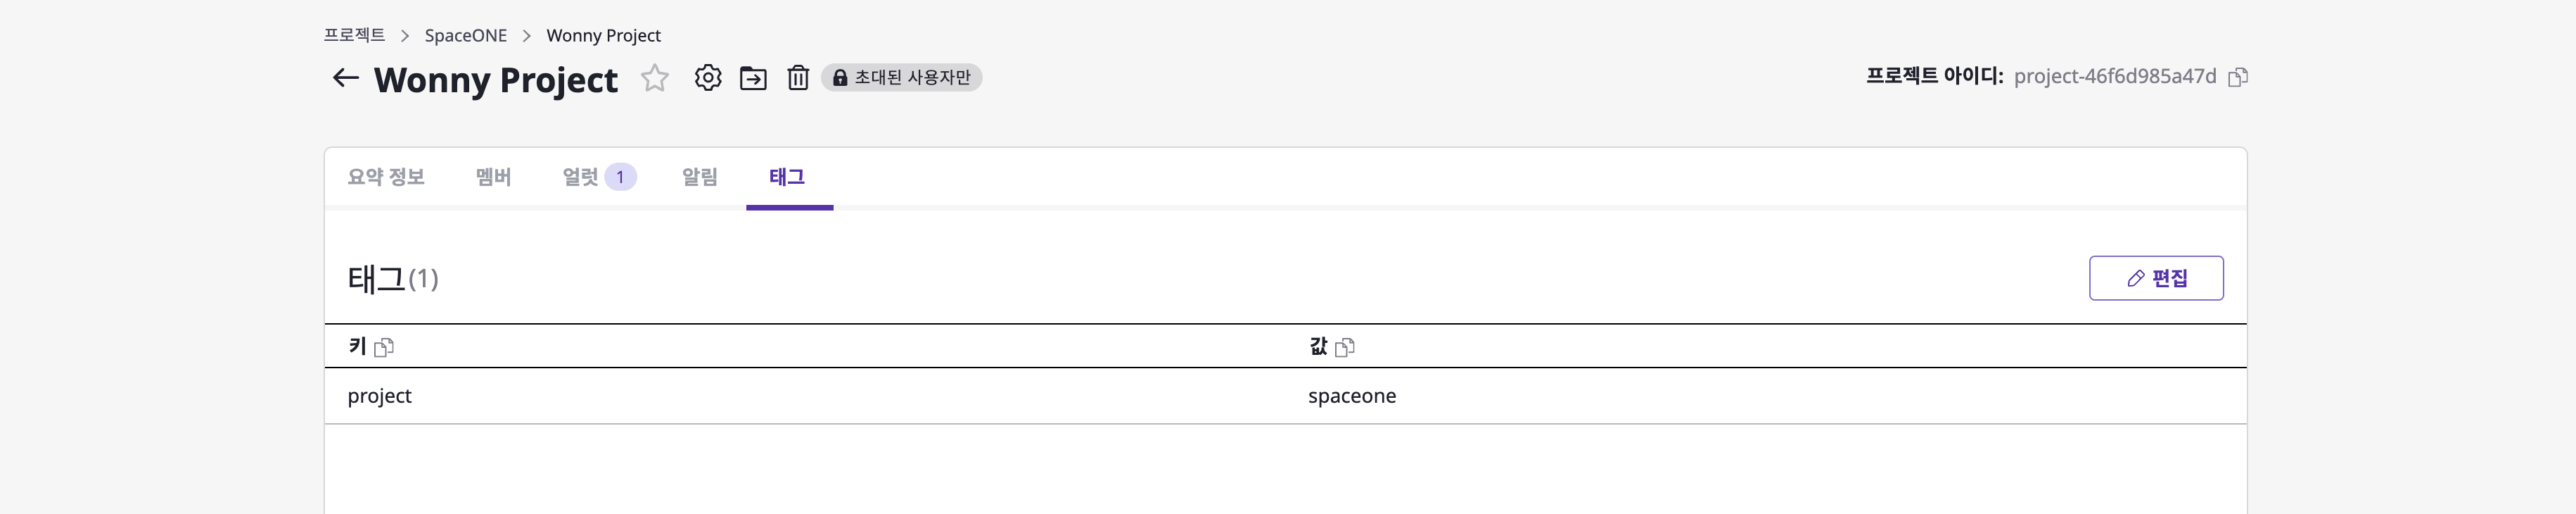 프로젝트 > SpaceONE > Wonny Project
Wonny Project 초대된 사용자만 프로젝트 아이디: project-46f6d985a47d
요약 정보 멤버 얼럿 1 알림 태그
태그 (1) 편집
키 값
project spaceone